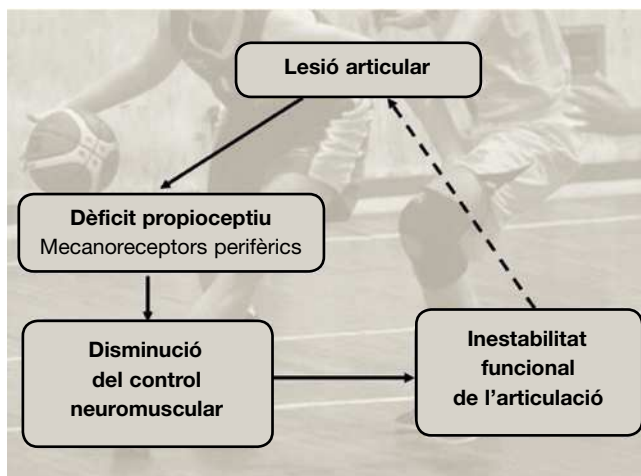 Lesió articular
Dèficit propioceptiu
Mecanoreceptors perifèrics
Disminució
del control
neuromuscular
Inestabilitat
funcional
de l’articulació